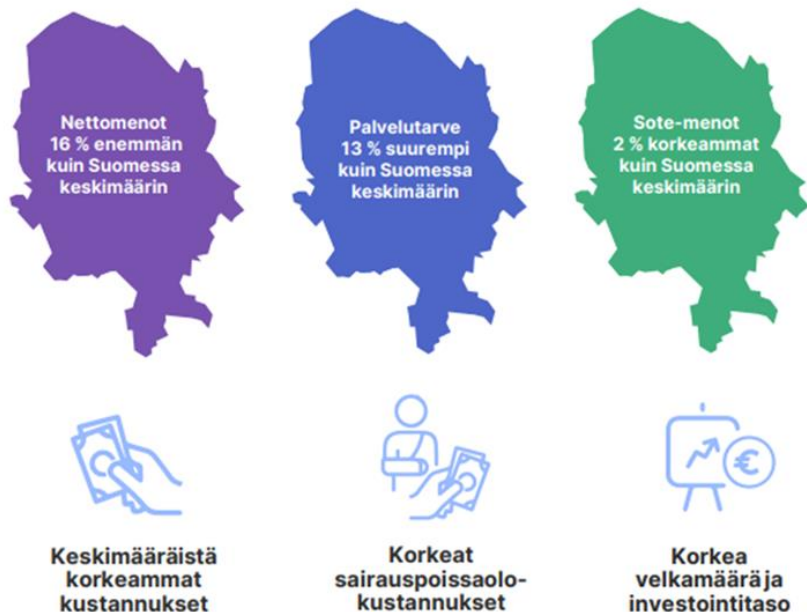 Nettomenot
16 % enemmän
kuin Suomessa
keskimäärin
Palvelutarve
13 % suurempi
kuin Suomessa
keskimäärin
Sote-menot
2 % korkeammat
kuin Suomessa
keskimäärin
€
Keskimääräistä
korkeammat
kustannukset
Korkeat
sairauspoissaolo-
kustannukset
Korkea
velkamäärä ja
investointitaso